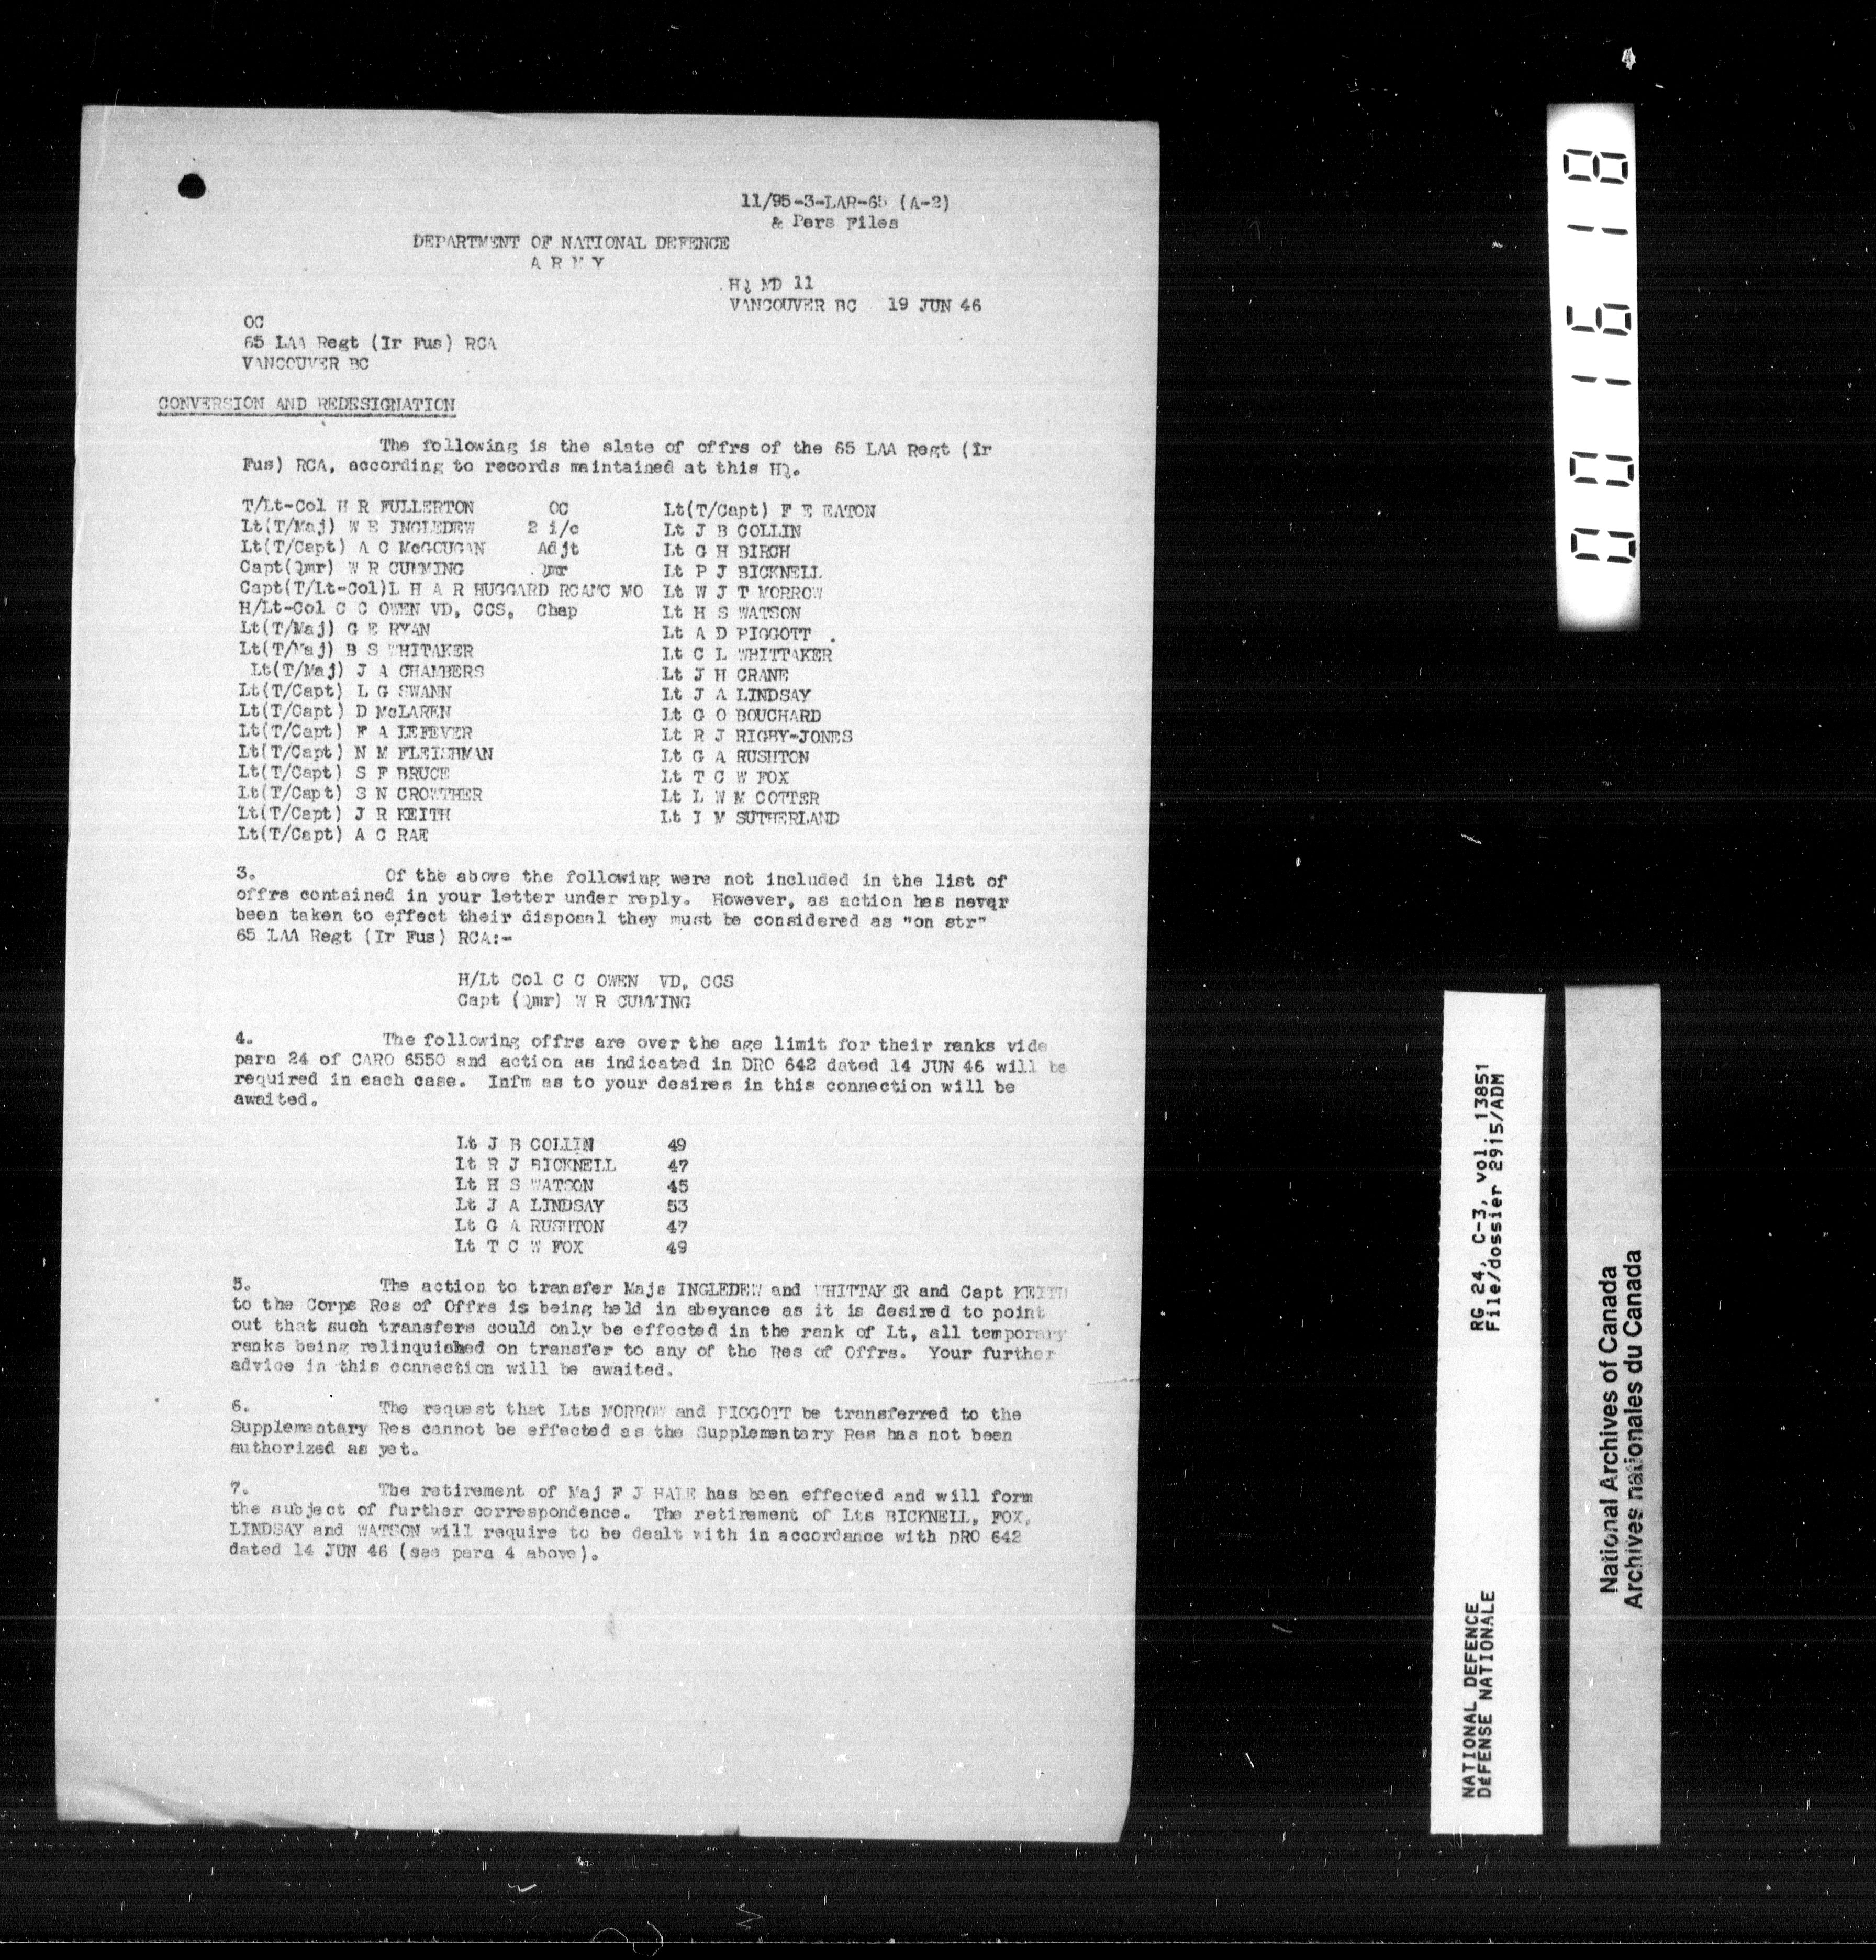 11/95-3-LAR-65 (A-2)
& Pers Files
DEPARTMENT OF NATIONAL DEFENCE
A R M Y
HQ MD 11
VANCOUVER BC 19 JUN 46
OC
65 LAA Regt (Ir Fus) RCA
VANCOUVER BC
CONVERSION AND REDESIGNATION
The following is the slate of offrs of the 65 LAA Regt (Ir
Fus) RCA, according to records maintained at this HQ.
T/Lt-Col H R FULLERTON OC
Lt(T/Maj) W E INGLEDEW 2 i/c
Lt(T/Capt) A C McGOUGAN Adjt
Capt(Qmr) W R CUMMING Qmr
Capt(T/Lt-Col)L H A R HUGGARD RCAMC MO
H/Lt-Col C C OWEN VD, CCS, Chap
Lt(T/Maj) G E RYAN
Lt(T/Maj) B S WHITAKER
Lt(T/Maj) J A CHAMBERS
Lt(T/Capt) L G SWANN
Lt(T/Capt) D McLAREN
Lt(T/Capt) F A LEFEVER
Lt(T/Capt) N M FLEISHMAN
Lt(T/Capt) S F BRUCE
Lt(T/Capt) S N CROWTHER
Lt(T/Capt) J R KEITH
Lt(T/Capt) A C RAE
Lt(T/Capt) F E EATON
Lt J B COLLIN
Lt G H BIRCH
Lt P J BICKNELL
Lt W J T MORROW
Lt H S WATSON
Lt A D PIGGOTT .
Lt C L WHITTAKER
Lt J H CRANE
Lt J A LINDSAY
Lt G O BOUCHARD
Lt R J RIGBY-JONES
Lt G A RUSHTON
Lt T C W FOX
Lt L W M COTTER
Lt I M SUTHERLAND
3. Of the above the following were not included in the list of
offrs contained in your letter under reply. However, as action has never
been taken to effect their disposal they must be considered as "on str"
65 LAA Regt (Ir Fus) RCA:-
H/Lt Col C C OWEN VD, CCS
Capt (Qmr) W R CUMMING
4. The following offrs are over the age limit for their ranks vide
para 24 of CARO 6550 and action as indicated in DRO 642 dated 14 JUN 46 will be
required in each case. Infm as to your desires in this connection will be
awaited.
Lt J B COLLIN 49
Lt R J BICKNELL 47
Lt H S WATSON 45
Lt J A LINDSAY 53
Lt G A RUSHTON 47
Lt T C W FOX 49
5. The action to transfer Majs INGLEDEW and WHITTAKER and Capt KEITH
to the Corps Res of Offrs is being held in abeyance as it is desired to point
out that such transfers could only be effected in the rank of Lt, all temporary
ranks being relinquished on transfer to any of the Res of Offrs. Your further
advice in this connection will be awaited.
6. The request that Lts MORROW and PIGGOTT be transferred to the
Supplementary Res cannot be effected as the Supplementary Res has not been
authorized as yet.
7. The retirement of Maj F J HALE has been effected and will form
the subject of further correspondence. The retirement of Lts BICKNELL, FOX,
LINDSAY and WATSON will require to be dealt with in accordance with DRO 642
dated 14 JUN 46 (see para 4 above).
001618
RG 24, C-3, vol. 13851
File/dossier 2915/ADM
NATIONAL DEFENCE
DÉFENSE NATIONALE
National Archives of Canada
Archives nationales du Canada